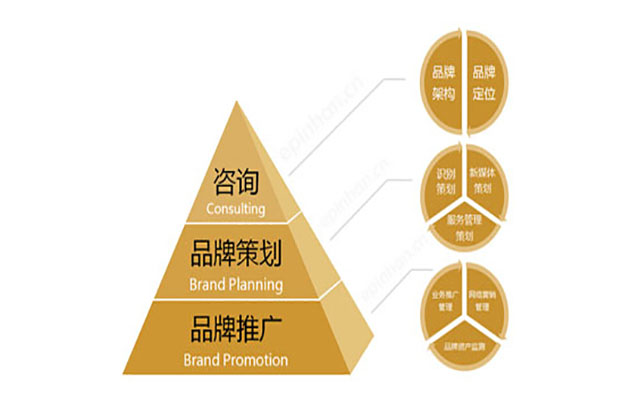 咨询
Consulting
品牌策划
Brand Planning
品牌推广
Brand Promotion
品牌
架构
品牌
定位
识别
策划
新媒体
策划
服务管理
策划
业务推广
管理
网络营销
管理
品牌资产监测
epinhan.cn
epinhan.cn
epinhan.cn